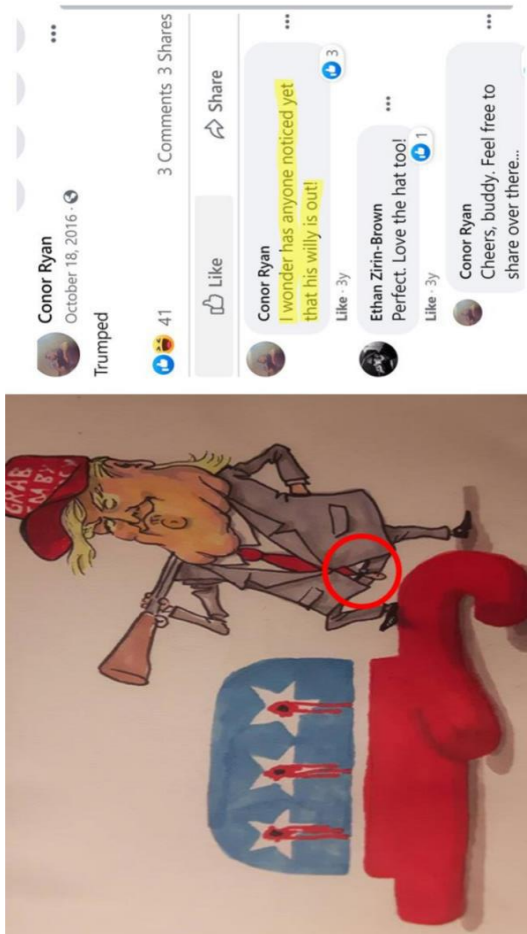 Conor Ryan
October 18, 2016 ·
Trumped
41
3 Comments 3 Shares
Like
Share
Conor Ryan
I wonder has anyone noticed yet
that his willy is out!
3
Like · 3y
Ethan Zirin-Brown
Perfect. Love the hat too!
1
Like · 3y
Conor Ryan
Cheers, buddy. Feel free to
share over there...
GRAB
EM BY